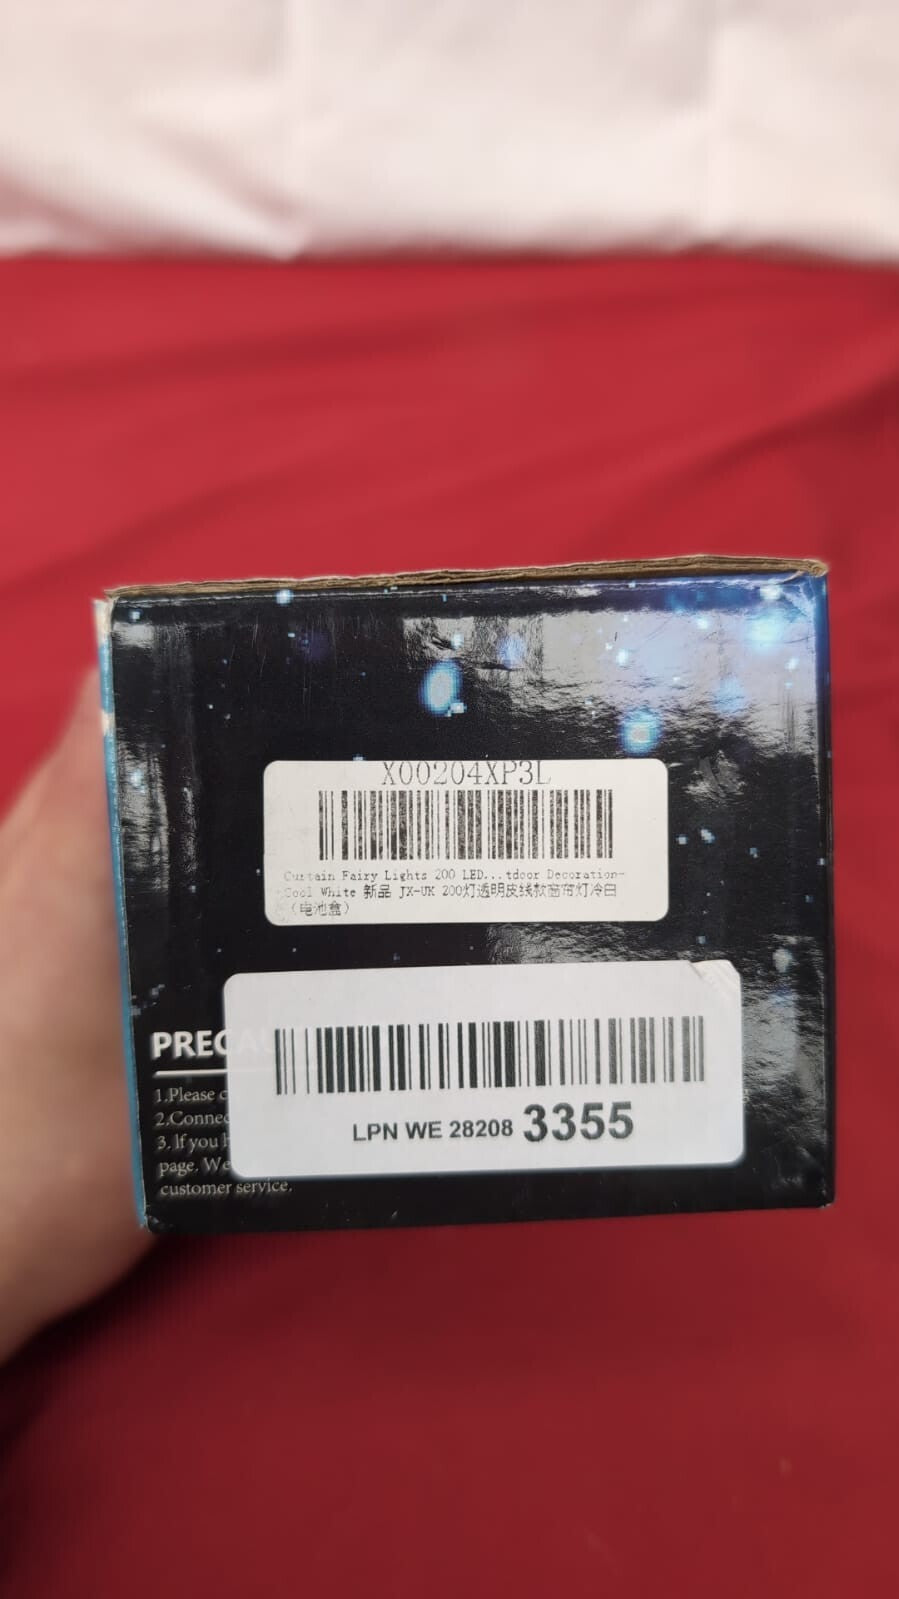 X00204XP3L
Curtain Fairy Lights 200 LED...tdoor Decoration-
Cool White 新品 JX-UK 200灯透明皮线款窗帘灯冷白
（电池盒）
LPN WE 28208 3355
PRECAU
1.Please
2.Connec
3. If you
page. We
customer service.